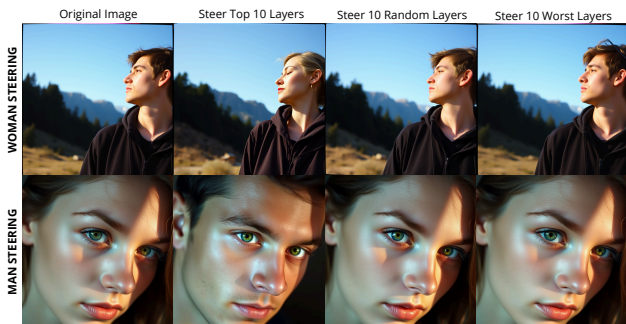 Original Image
Steer Top 10 Layers
Steer 10 Random Layers
Steer 10 Worst Layers
WOMAN STEERING
MAN STEERING